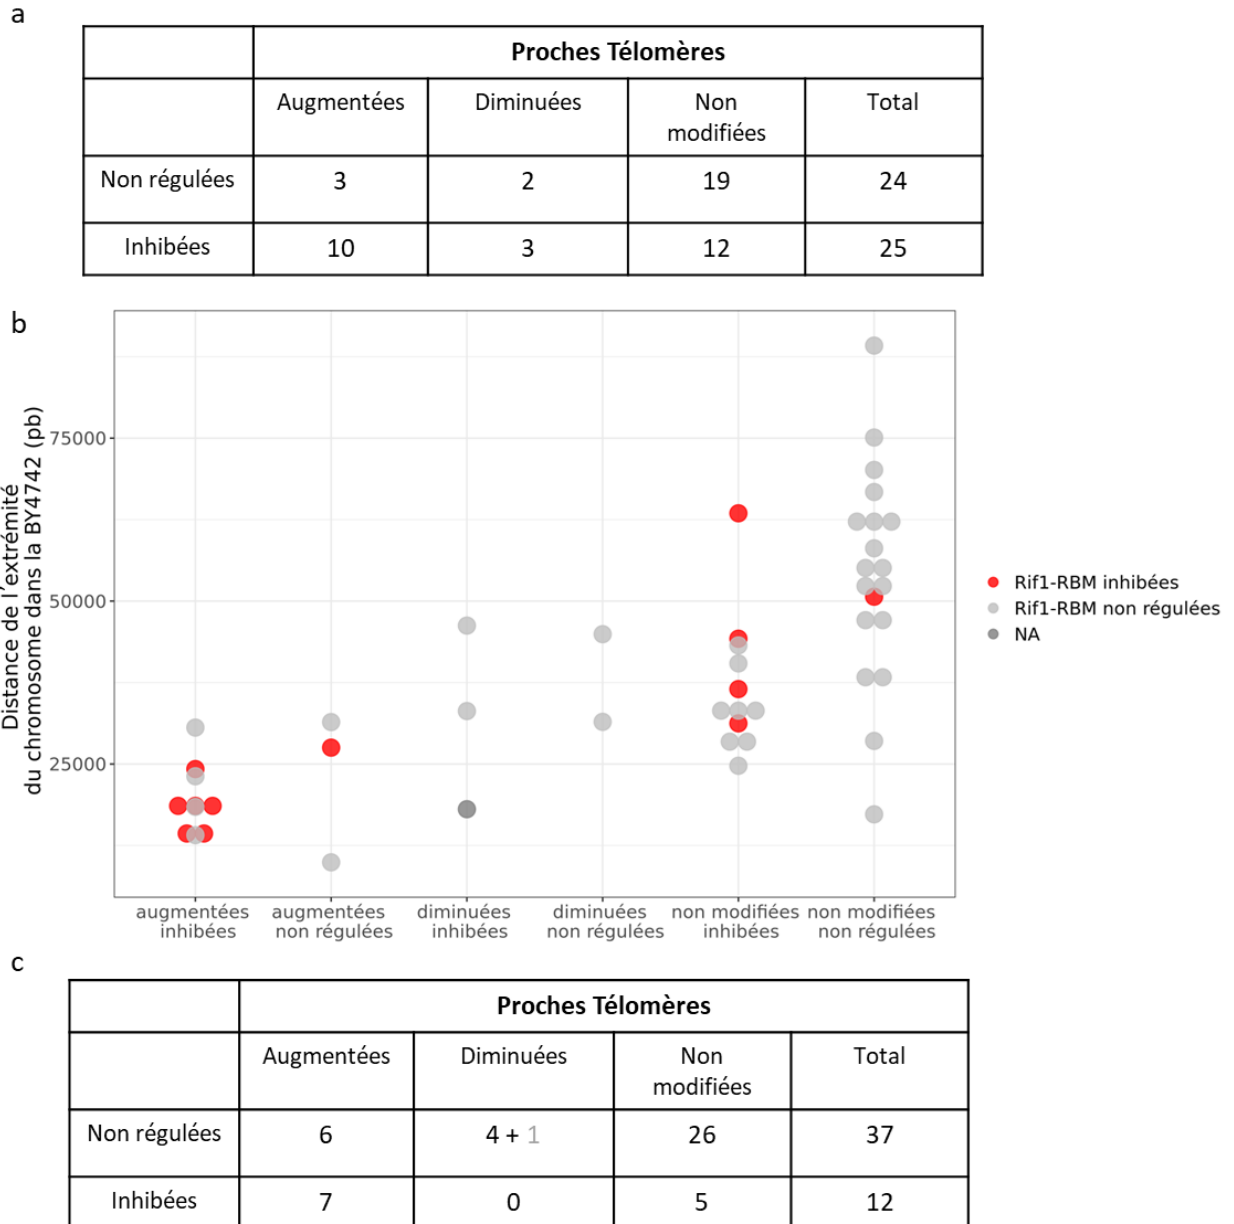 a
Proches Télomères
Augmentées Diminuées Non modifiées Total
Non régulées 3 2 19 24
Inhibées 10 3 12 25
b
Distance de l'extrémité
du chromosome dans la BY4742 (pb)
75000
50000
25000
Rif1-RBM inhibées
Rif1-RBM non régulées
NA
augmentées inhibées
augmentées non régulées
diminuées inhibées
diminuées non régulées
non modifiées inhibées
non modifiées non régulées
c
Proches Télomères
Augmentées Diminuées Non modifiées Total
Non régulées 6 4 + 1 26 37
Inhibées 7 0 5 12